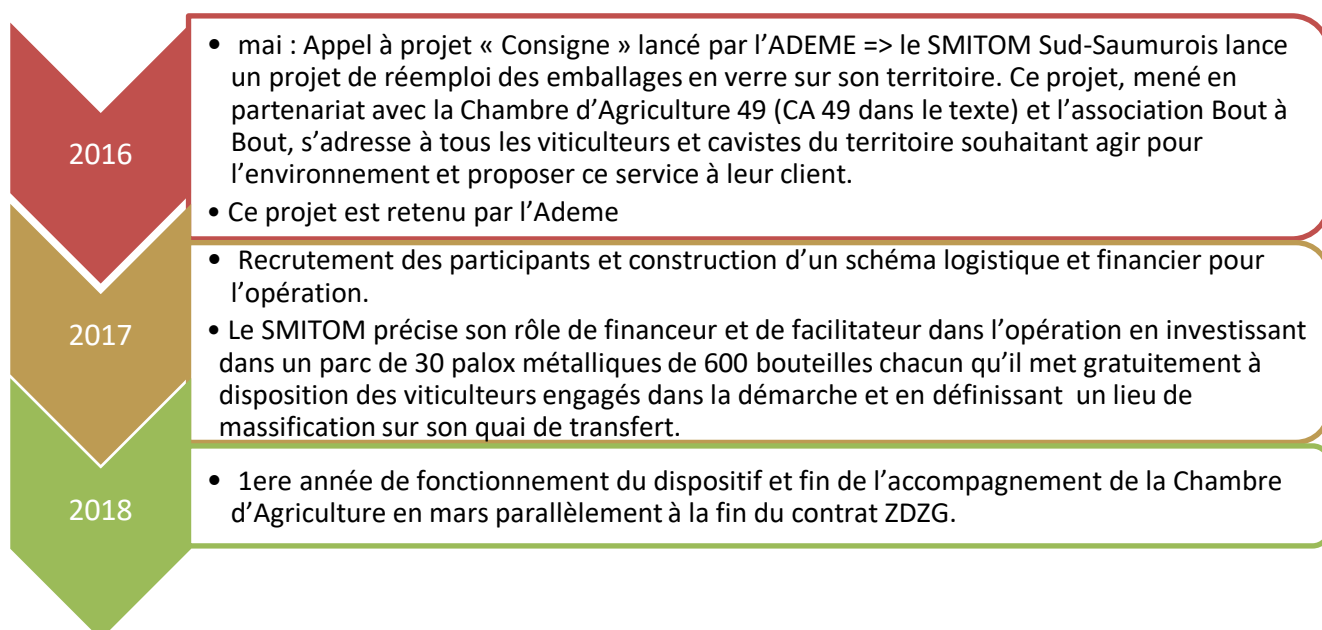 2016
• mai : Appel à projet « Consigne » lancé par l’ADEME => le SMITOM Sud-Saumurois lance
un projet de réemploi des emballages en verre sur son territoire. Ce projet, mené en
partenariat avec la Chambre d’Agriculture 49 (CA 49 dans le texte) et l’association Bout à
Bout, s’adresse à tous les viticulteurs et cavistes du territoire souhaitant agir pour
l’environnement et proposer ce service à leur client.
• Ce projet est retenu par l’Ademe
2017
• Recrutement des participants et construction d’un schéma logistique et financier pour
l’opération.
• Le SMITOM précise son rôle de financeur et de facilitateur dans l’opération en investissant
dans un parc de 30 palox métalliques de 600 bouteilles chacun qu’il met gratuitement à
disposition des viticulteurs engagés dans la démarche et en définissant un lieu de
massification sur son quai de transfert.
2018
• 1ere année de fonctionnement du dispositif et fin de l’accompagnement de la Chambre
d’Agriculture en mars parallèlement à la fin du contrat ZDZG.